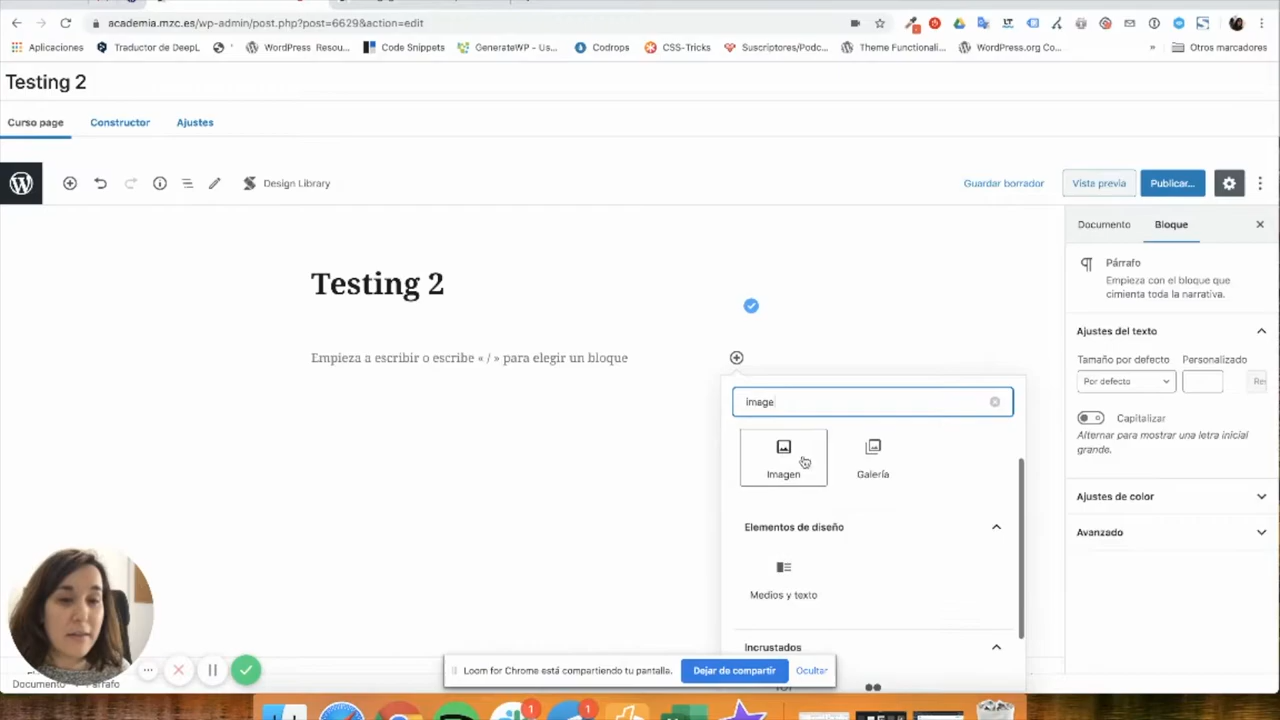 academia.mzc.es/wp-admin/post.php?post=6629&action=edit
Aplicaciones
Traductor de DeepL
WordPress Resou...
Code Snippets
GenerateWP - Us...
Codrops
CSS-Tricks
Suscriptores/Podc...
Theme Functionali...
WordPress.org Co...
»
Otros marcadores
Testing 2
Curso page
Constructor
Ajustes
Design Library
Guardar borrador
Vista previa
Publicar...
Documento
Bloque
Testing 2
Párrafo
Empieza con el bloque que
cimienta toda la narrativa.
Ajustes del texto
Empieza a escribir o escribe « / » para elegir un bloque
Tamaño por defecto
Personalizado
Por defecto
Re
image
Capitalizar
Alternar para mostrar una letra inicial
grande.
Imagen
Galería
Ajustes de color
Elementos de diseño
Avanzado
Medios y texto
Incrustados
Loom for Chrome está compartiendo tu pantalla.
Dejar de compartir
Ocultar
Documento
Párrafo
1
1